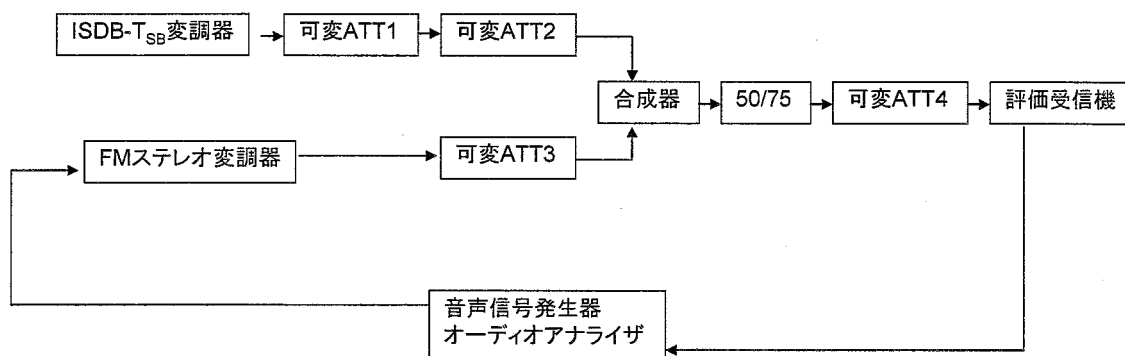 ISDB-TSB変調器
可変ATT1
可変ATT2
合成器
50/75
可変ATT4
評価受信機
FMステレオ変調器
可変ATT3
音声信号発生器
オーディオアナライザ